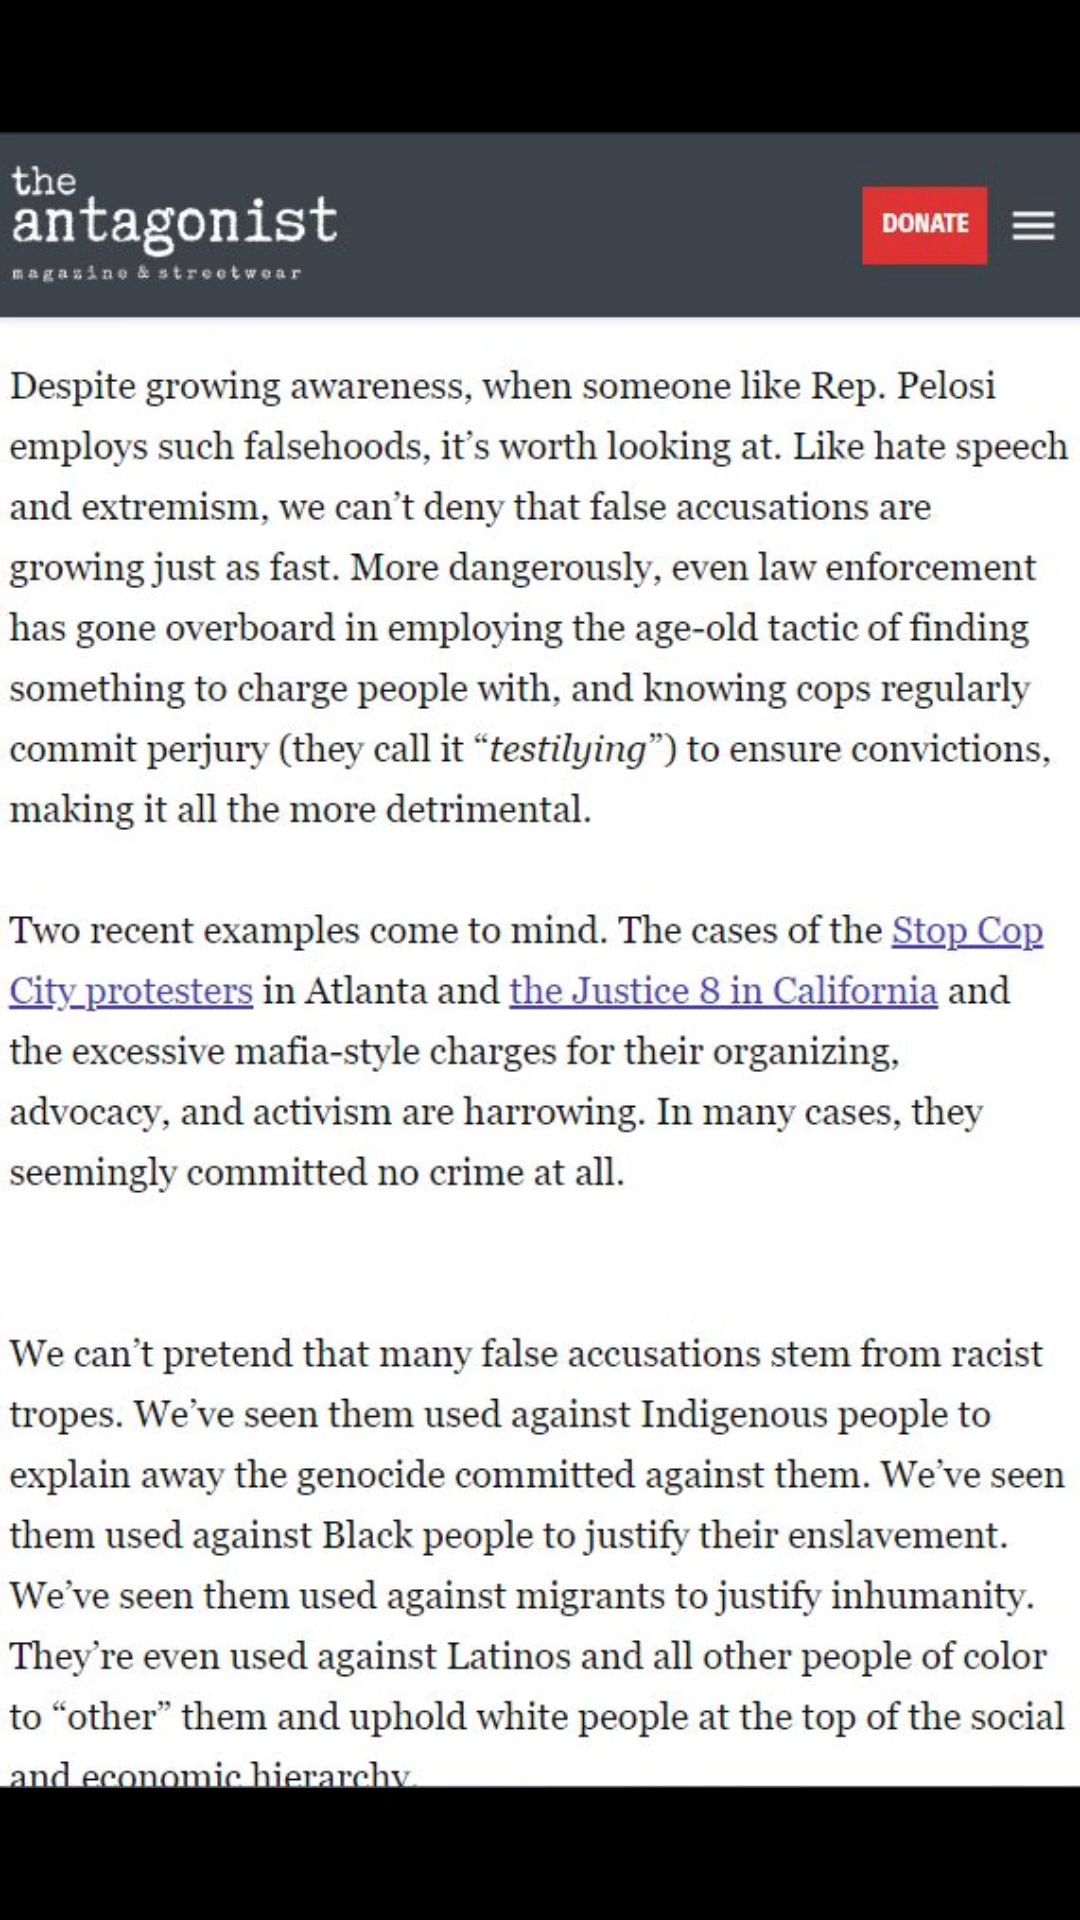 the
antagonist
magazine & streetwear
DONATE
Despite growing awareness, when someone like Rep. Pelosi
employs such falsehoods, it’s worth looking at. Like hate speech
and extremism, we can’t deny that false accusations are
growing just as fast. More dangerously, even law enforcement
has gone overboard in employing the age-old tactic of finding
something to charge people with, and knowing cops regularly
commit perjury (they call it “testilying”) to ensure convictions,
making it all the more detrimental.
Two recent examples come to mind. The cases of the Stop Cop
City protesters in Atlanta and the Justice 8 in California and
the excessive mafia-style charges for their organizing,
advocacy, and activism are harrowing. In many cases, they
seemingly committed no crime at all.
We can’t pretend that many false accusations stem from racist
tropes. We’ve seen them used against Indigenous people to
explain away the genocide committed against them. We’ve seen
them used against Black people to justify their enslavement.
We’ve seen them used against migrants to justify inhumanity.
They’re even used against Latinos and all other people of color
to “other” them and uphold white people at the top of the social
and economic hierarchy.